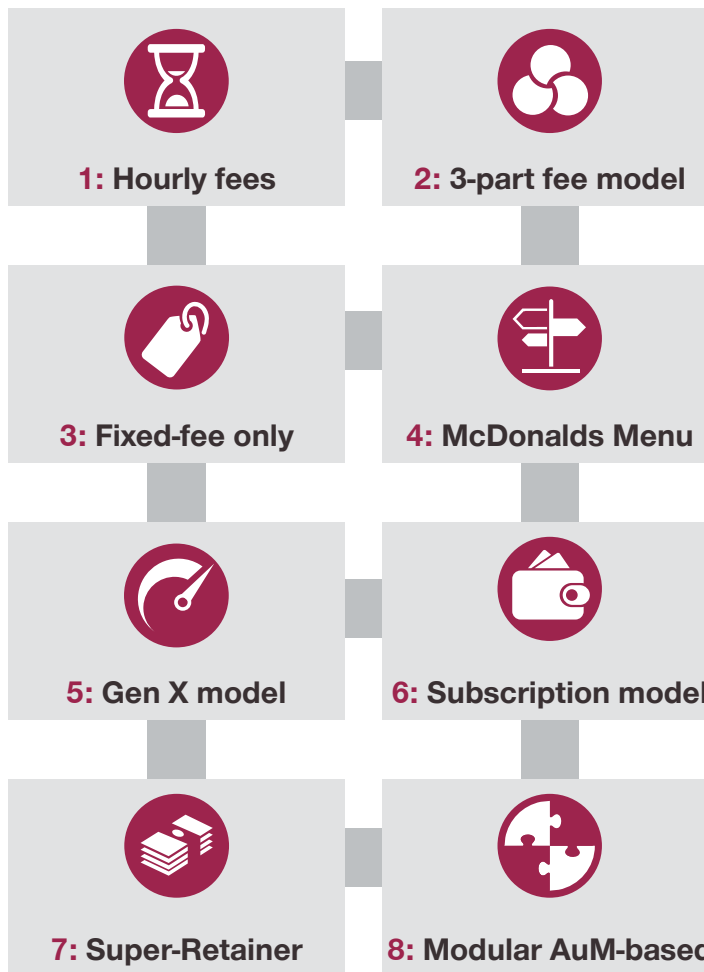 1: Hourly fees
2: 3-part fee model
3: Fixed-fee only
4: McDonalds Menu
5: Gen X model
6: Subscription model
7: Super-Retainer
8: Modular AuM-based